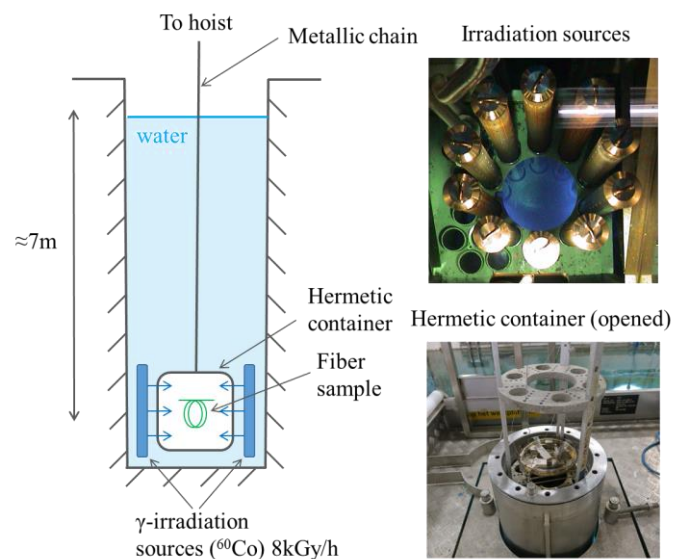 To hoist
Metallic chain
Irradiation sources
water
≈7m
Hermetic
container
Fiber
sample
Hermetic container (opened)
γ-irradiation
sources (⁶⁰Co) 8kGy/h